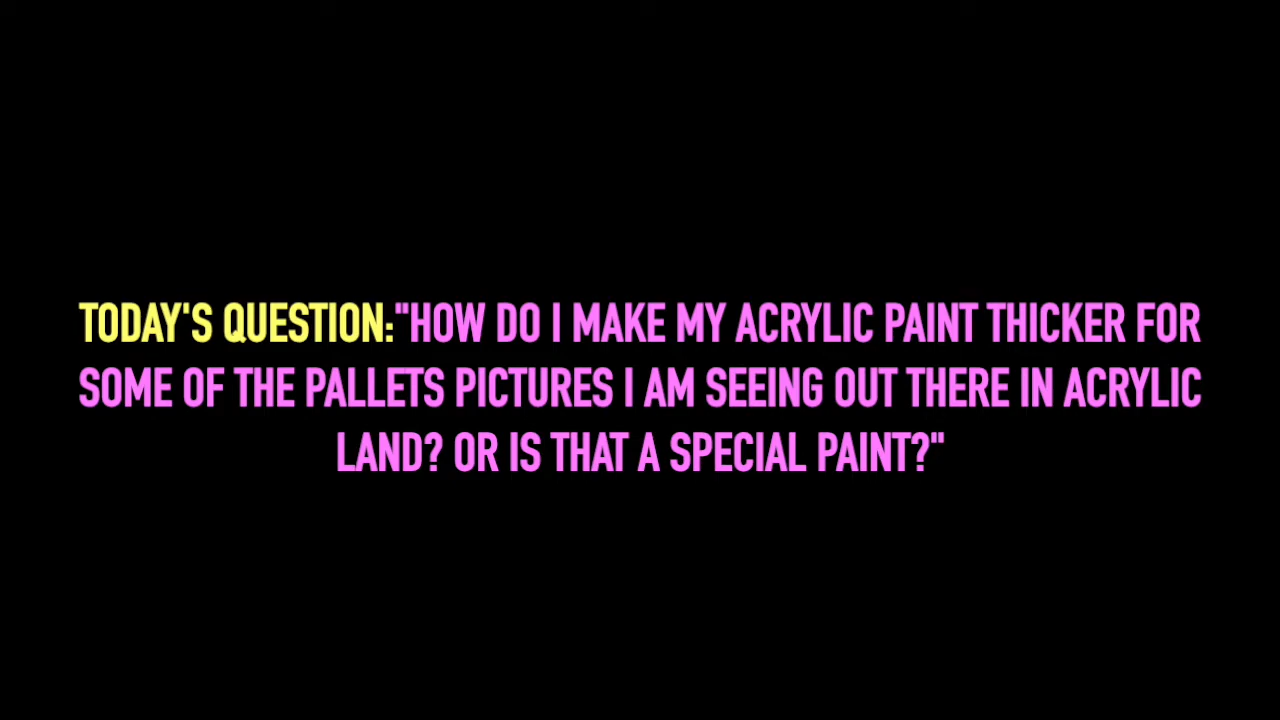 TODAY'S QUESTION:"HOW DO I MAKE MY ACRYLIC PAINT THICKER FOR
SOME OF THE PALLETS PICTURES I AM SEEING OUT THERE IN ACRYLIC
LAND? OR IS THAT A SPECIAL PAINT?"